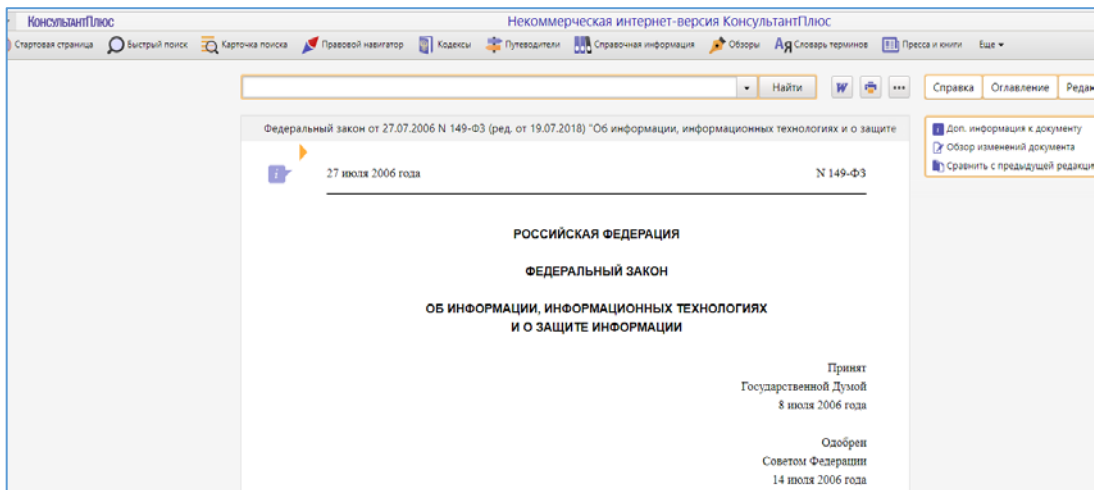 КонсультантПлюс
Некоммерческая интернет-версия КонсультантПлюс
Стартовая страница Быстрый поиск Карточка поиска Правовой навигатор Кодексы Путеводители Справочная информация Обзоры Словарь терминов Пресса и книги Еще
Найти W ... Справка Оглавление Редак
Федеральный закон от 27.07.2006 N 149-ФЗ (ред. от 19.07.2018) "Об информации, информационных технологиях и о защите
Доп. информация к документу
Обзор изменений документа
Сравнить с предыдущей редакци
27 июля 2006 года N 149-ФЗ
РОССИЙСКАЯ ФЕДЕРАЦИЯ
ФЕДЕРАЛЬНЫЙ ЗАКОН
ОБ ИНФОРМАЦИИ, ИНФОРМАЦИОННЫХ ТЕХНОЛОГИЯХ
И О ЗАЩИТЕ ИНФОРМАЦИИ
Принят
Государственной Думой
8 июля 2006 года
Одобрен
Советом Федерации
14 июля 2006 года